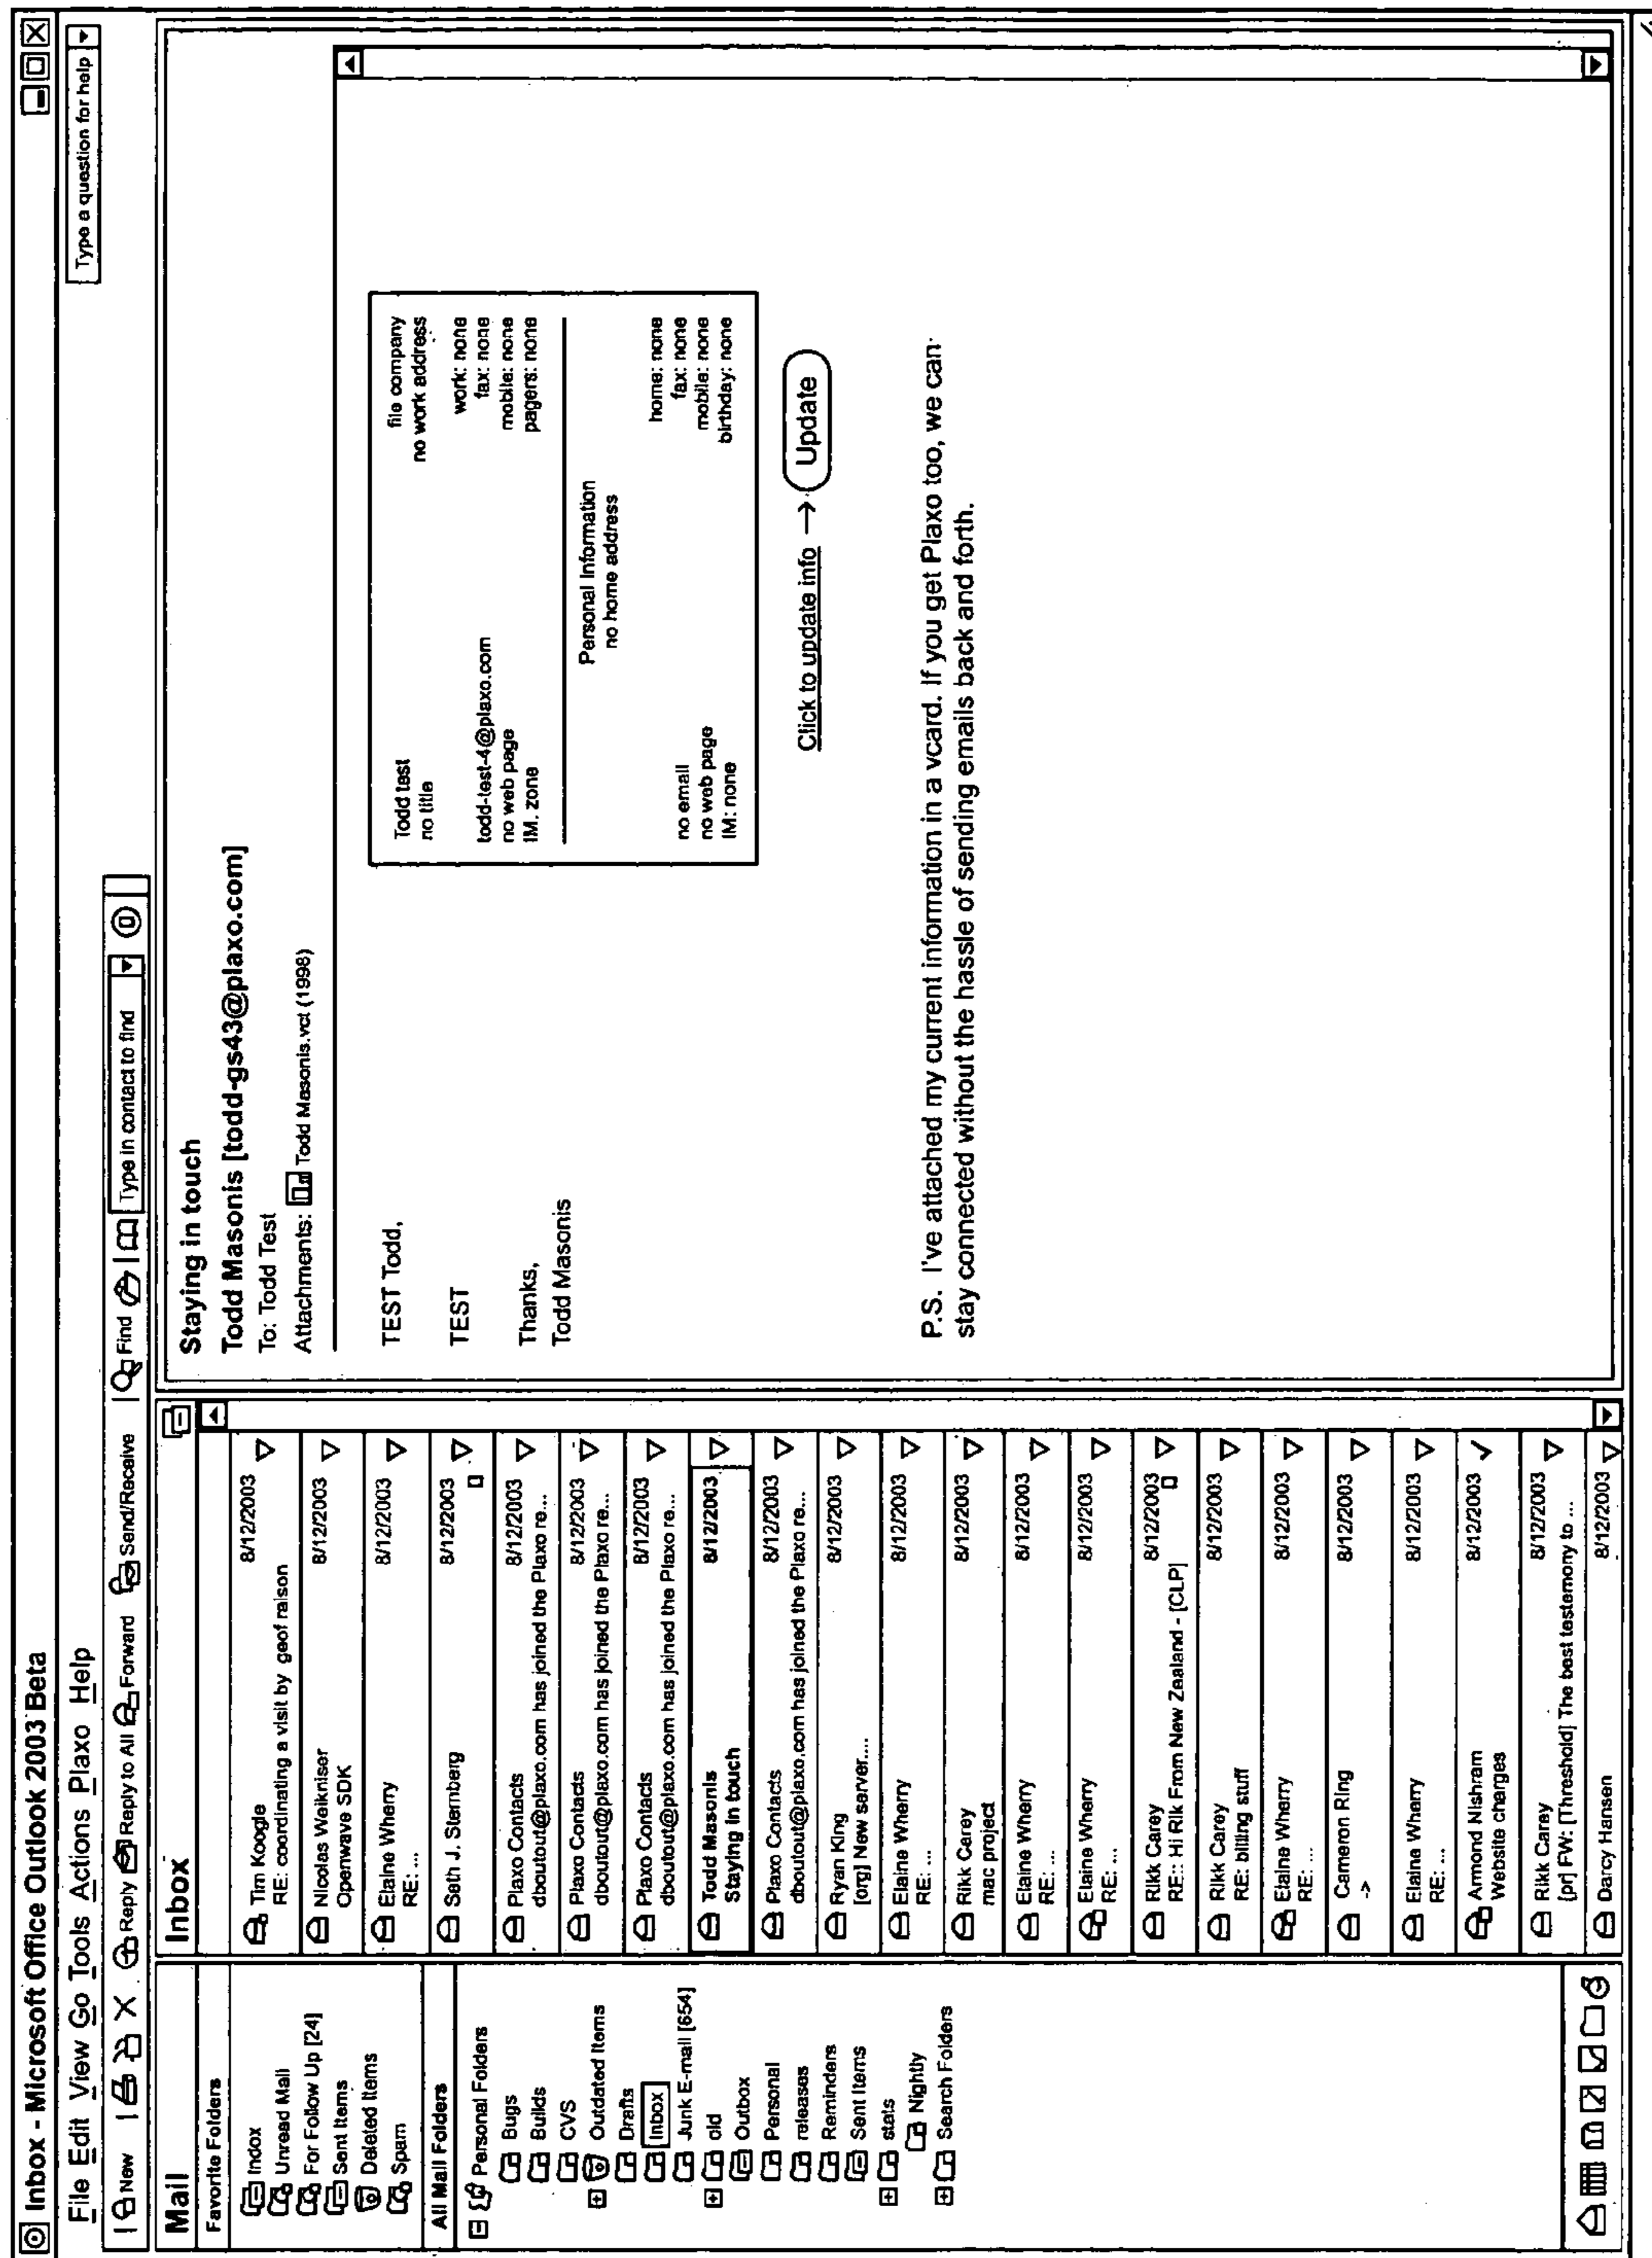 Inbox - Microsoft Office Outlook 2003 Beta
File Edit View Go Tools Actions Plaxo Help
Type a question for help
New Reply Reply to All Forward Send/Receive Find Type in contact to find
Mail
Favorite Folders
Indox
Unread Mail
For Follow Up [24]
Sent Items
Deleted Items
Spam
All Mail Folders
Personal Folders
Bugs
Builds
CVS
Outdated Items
Drafts
Inbox
Junk E-mail [654]
old
Outbox
Personal
releases
Reminders
Sent Items
stats
Nightly
Search Folders
Inbox
Tim Koogle 8/12/2003
RE: coordinating a visit by geof raison
Nicolas Weikniser 8/12/2003
Openwave SDK
Elaine Wherry 8/12/2003
RE: ...
Seth J. Sternberg 8/12/2003
Plaxo Contacts 8/12/2003
dboutout@plaxo.com has joined the Plaxo re...
Plaxo Contacts 8/12/2003
dboutout@plaxo.com has joined the Plaxo re...
Plaxo Contacts 8/12/2003
dboutout@plaxo.com has joined the Plaxo re...
Todd Masonis 8/12/2003
Staying in touch
Plaxo Contacts 8/12/2003
dboutout@plaxo.com has joined the Plaxo re...
Ryan King 8/12/2003
[org] New server....
Elaine Wherry 8/12/2003
RE: ...
Rikk Carey 8/12/2003
mac project
Elaine Wherry 8/12/2003
RE: ...
Elaine Wherry 8/12/2003
RE: ...
Rikk Carey 8/12/2003
RE:: Hi Rik From New Zealand - [CLP]
Rikk Carey 8/12/2003
RE: billing stuff
Elaine Wherry 8/12/2003
RE: ...
Cameron Ring 8/12/2003
->
Elaine Wherry 8/12/2003
RE: ...
Armond Nishram 8/12/2003
Website charges
Rikk Carey 8/12/2003
[pr] FW: [Threshold] The best testemony to ...
Darcy Hansen 8/12/2003
Staying in touch
Todd Masonis [todd-gs43@plaxo.com]
To: Todd Test
Attachments: Todd Masonis.vct (1998)
TEST Todd,
TEST
Thanks,
Todd Masonis
Todd test file company
no title no work address
todd-test-4@plaxo.com work: none
no web page fax: none
IM. zone mobile: none
pagers: none
Personal Information
no home address
home: none
no email fax: none
no web page mobile: none
IM: none birthday: none
Click to update info → Update
P.S. I've attached my current information in a vcard. If you get Plaxo too, we can
stay connected without the hassle of sending emails back and forth.